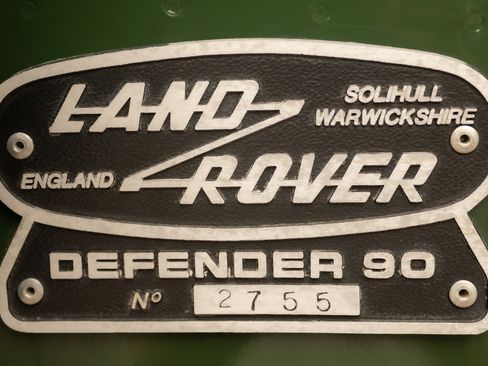 LAND
ROVER
SOLIHULL
WARWICKSHIRE
ENGLAND
DEFENDER 90
Nº 2755